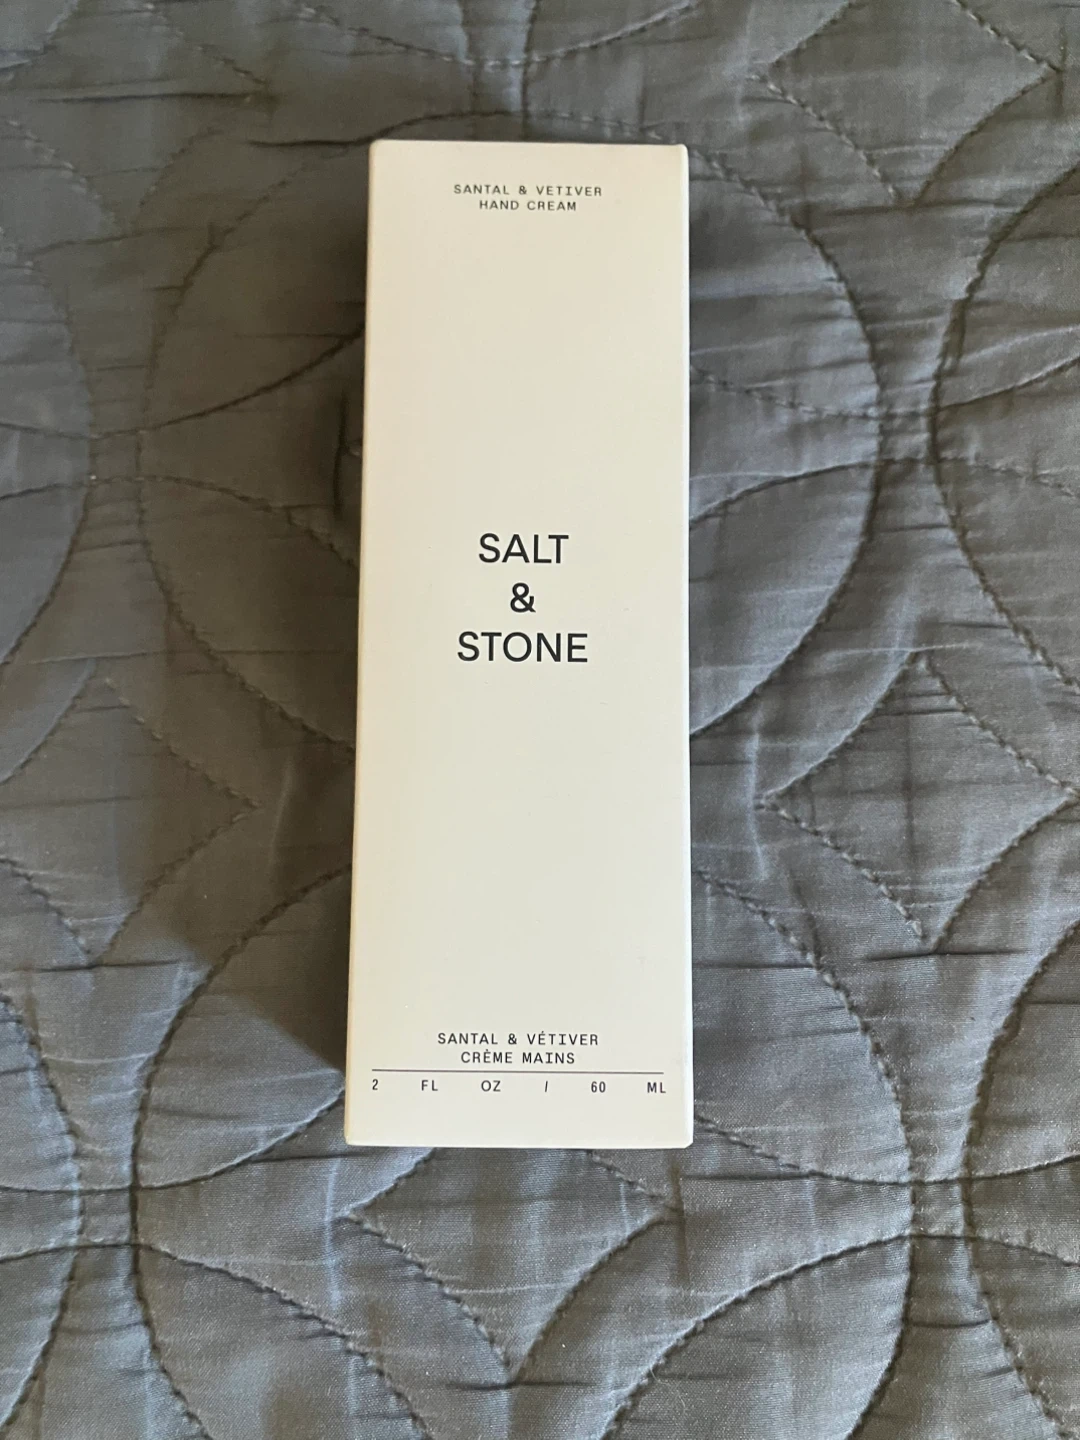 SANTAL & VETIVER
HAND CREAM
SALT
&
STONE
SANTAL & VÉTIVER
CRÈME MAINS
2 FL OZ / 60 ML